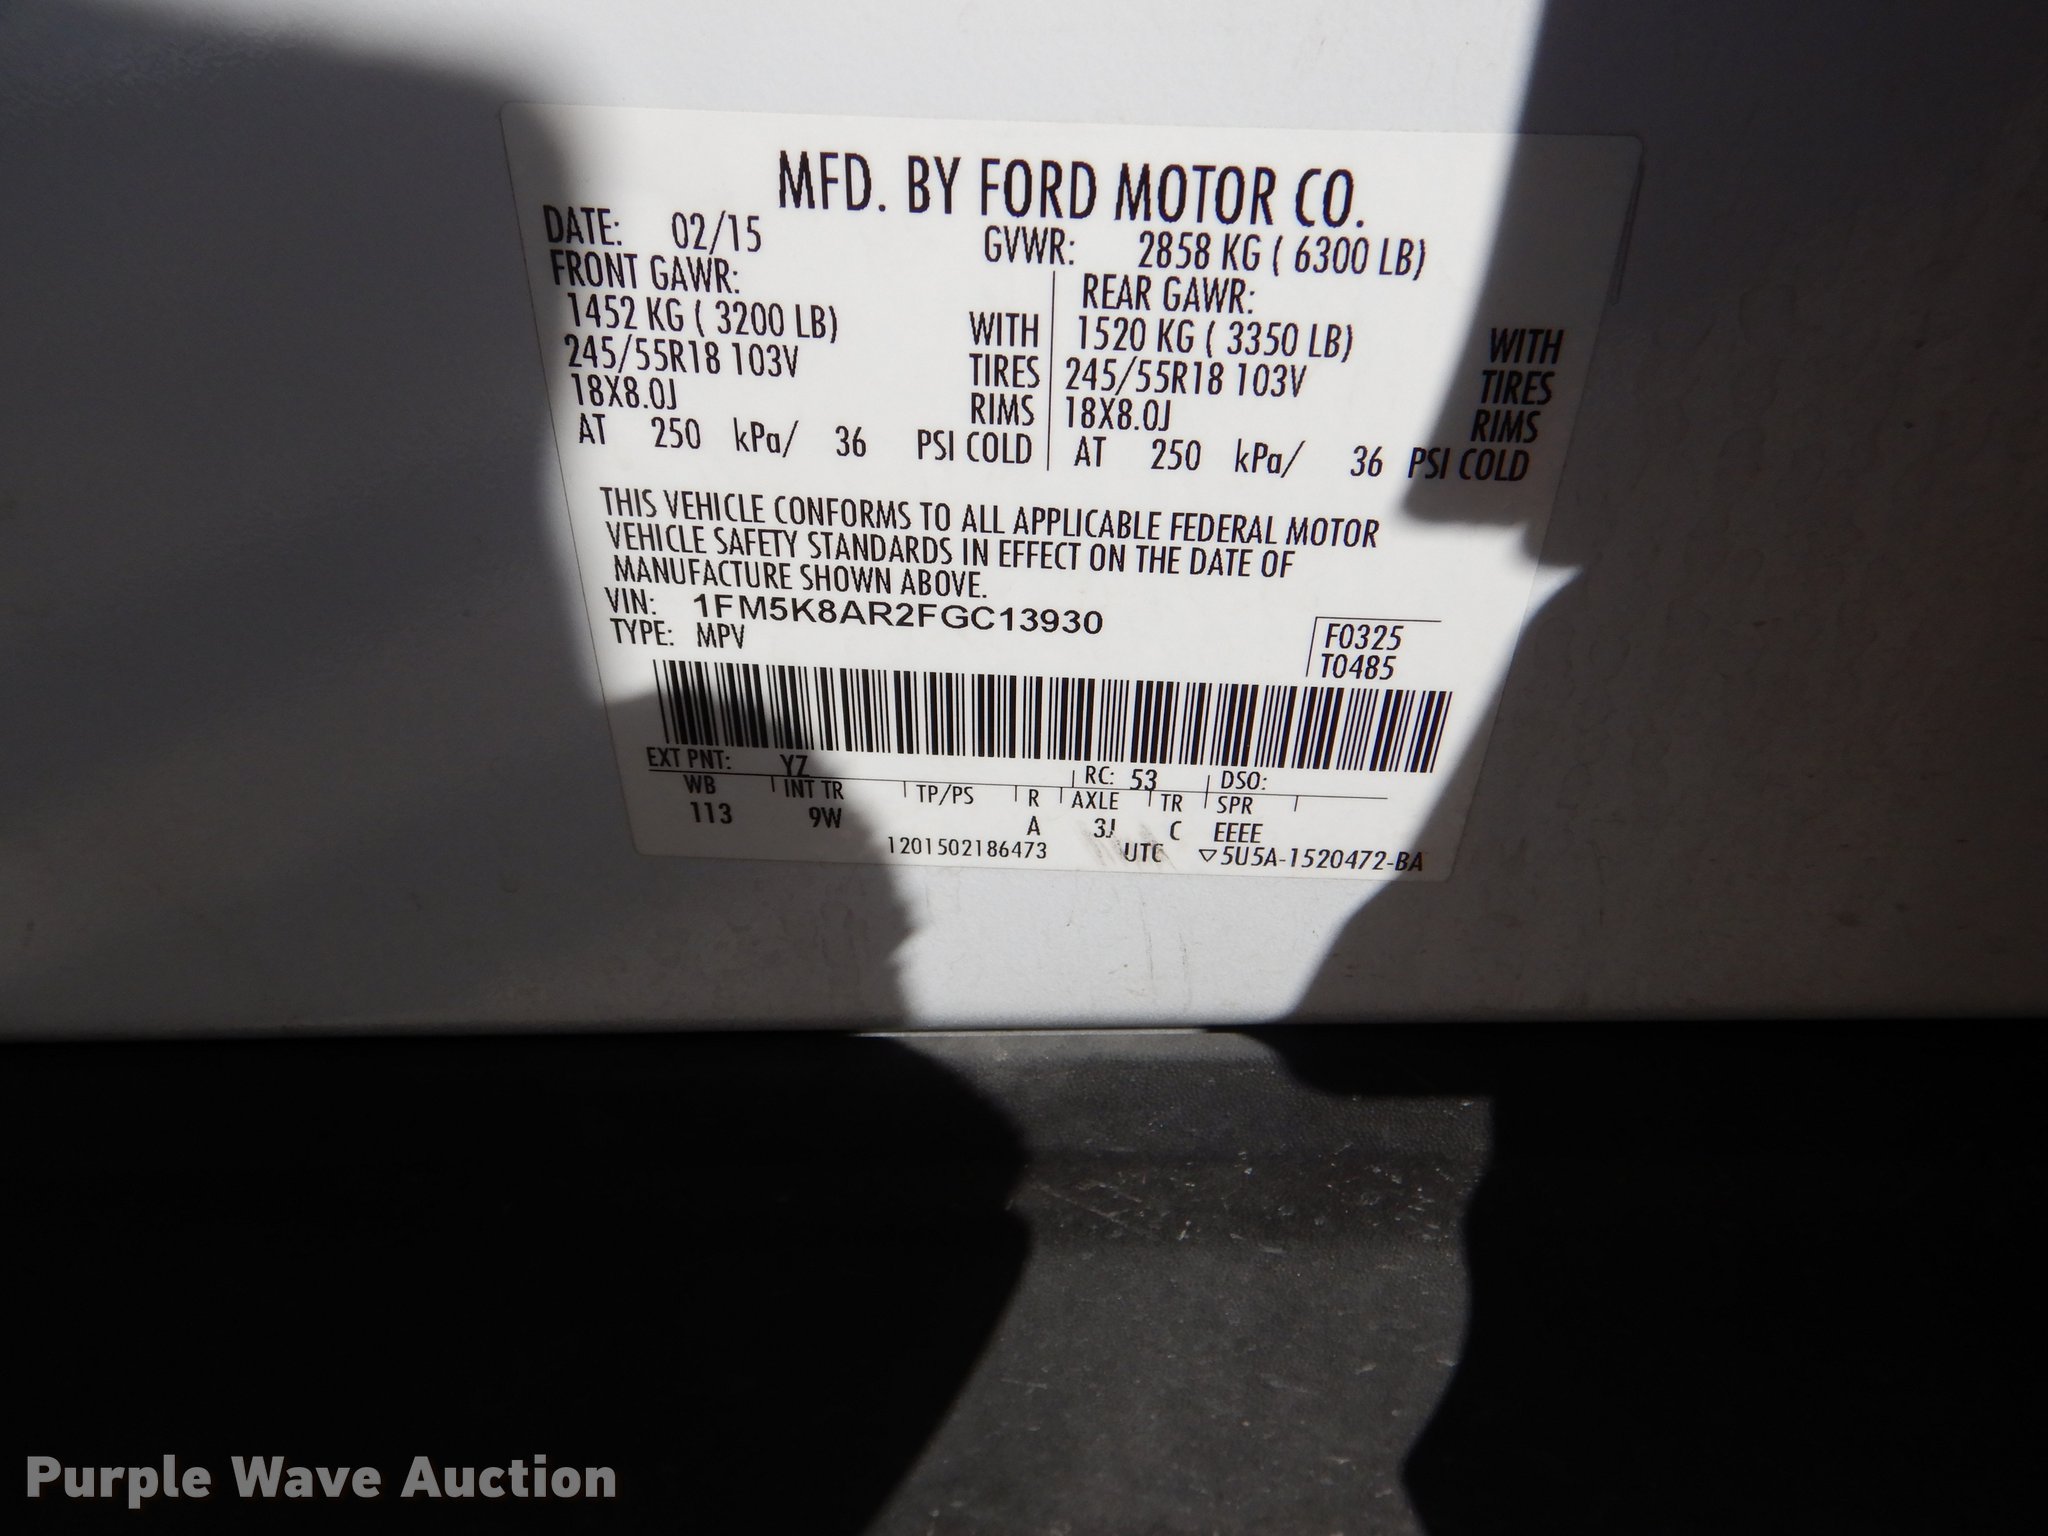 MFD. BY FORD MOTOR CO.
DATE: 02/15 GVWR: 2858 KG ( 6300 LB)
FRONT GAWR: REAR GAWR:
1452 KG ( 3200 LB) WITH 1520 KG ( 3350 LB) WITH
245/55R18 103V TIRES 245/55R18 103V TIRES
18X8.0J RIMS 18X8.0J RIMS
AT 250 kPa/ 36 PSI COLD AT 250 kPa/ 36 PSI COLD
THIS VEHICLE CONFORMS TO ALL APPLICABLE FEDERAL MOTOR
VEHICLE SAFETY STANDARDS IN EFFECT ON THE DATE OF
MANUFACTURE SHOWN ABOVE.
VIN: 1FM5K8AR2FGC13930
TYPE: MPV
F0325
T0485
EXT PNT: YZ RC: 53 DSO:
WB INT TR TP/PS R AXLE TR SPR
113 9W A 3J C EEEE
1201502186473 UTC ▽5U5A-1520472-BA
Purple Wave Auction